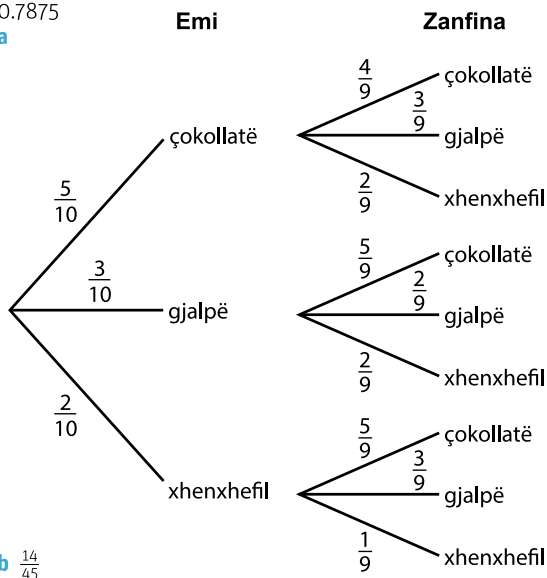 0.7875
a
Emi Zanfina
5/10 çokollatë
4/9 çokollatë
3/9 gjalpë
2/9 xhenxhefil
3/10 gjalpë
5/9 çokollatë
2/9 gjalpë
2/9 xhenxhefil
2/10 xhenxhefil
5/9 çokollatë
3/9 gjalpë
1/9 xhenxhefil
b 14/45